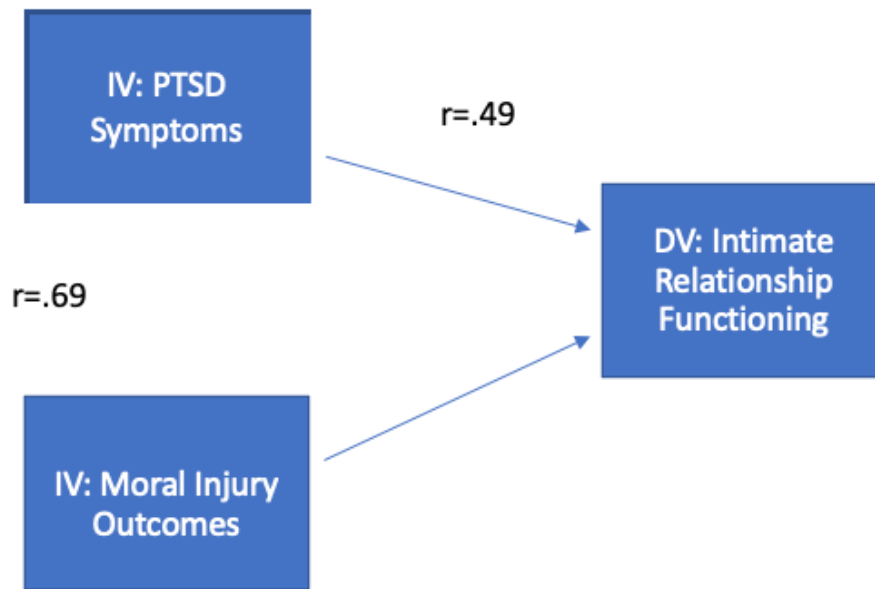 IV: PTSD
Symptoms
r=.49
DV: Intimate
Relationship
Functioning
r=.69
IV: Moral Injury
Outcomes